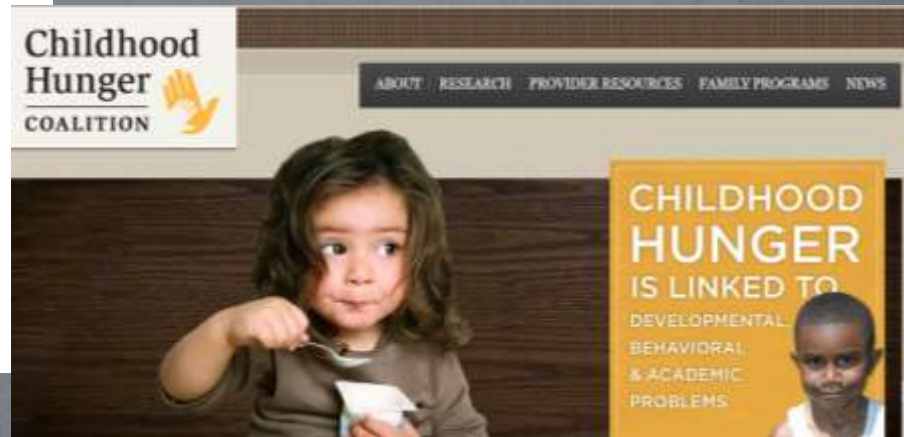 Childhood
Hunger
COALITION
ABOUT RESEARCH PROVIDER RESOURCES FAMILY PROGRAMS NEWS
CHILDHOOD
HUNGER
IS LINKED TO
DEVELOPMENTAL,
BEHAVIORAL
& ACADEMIC
PROBLEMS